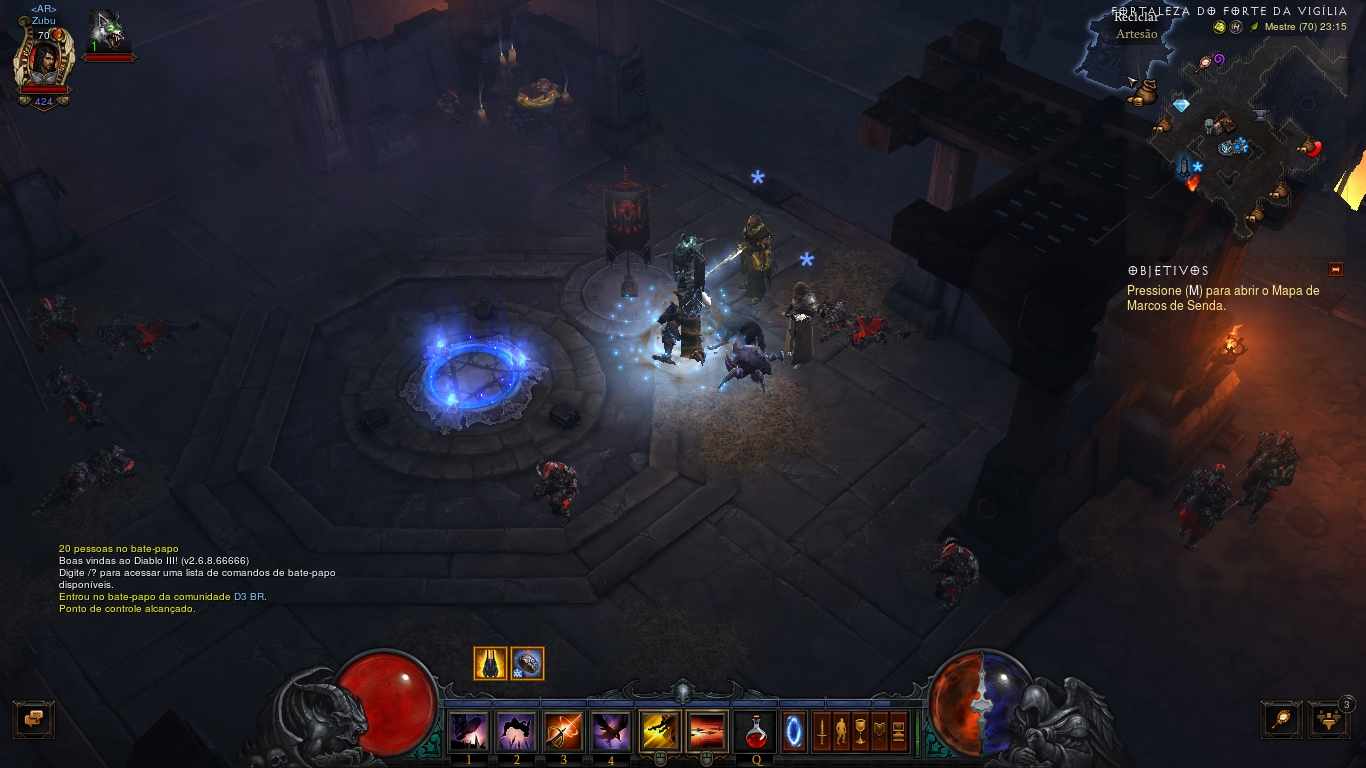 <AR>
Zubu
70
424
1
FORTALEZA DO FORTE DA VIGÍLIA
Reciclar
Artesão
Mestre (70) 23:15
OBJETIVOS
Pressione (M) para abrir o Mapa de
Marcos de Senda.
20 pessoas no bate-papo
Boas vindas ao Diablo III! (v2.6.8.66666)
Digite /? para acessar uma lista de comandos de bate-papo
disponíveis.
Entrou no bate-papo da comunidade D3 BR.
Ponto de controle alcançado.
1 2 3 4 Q
3